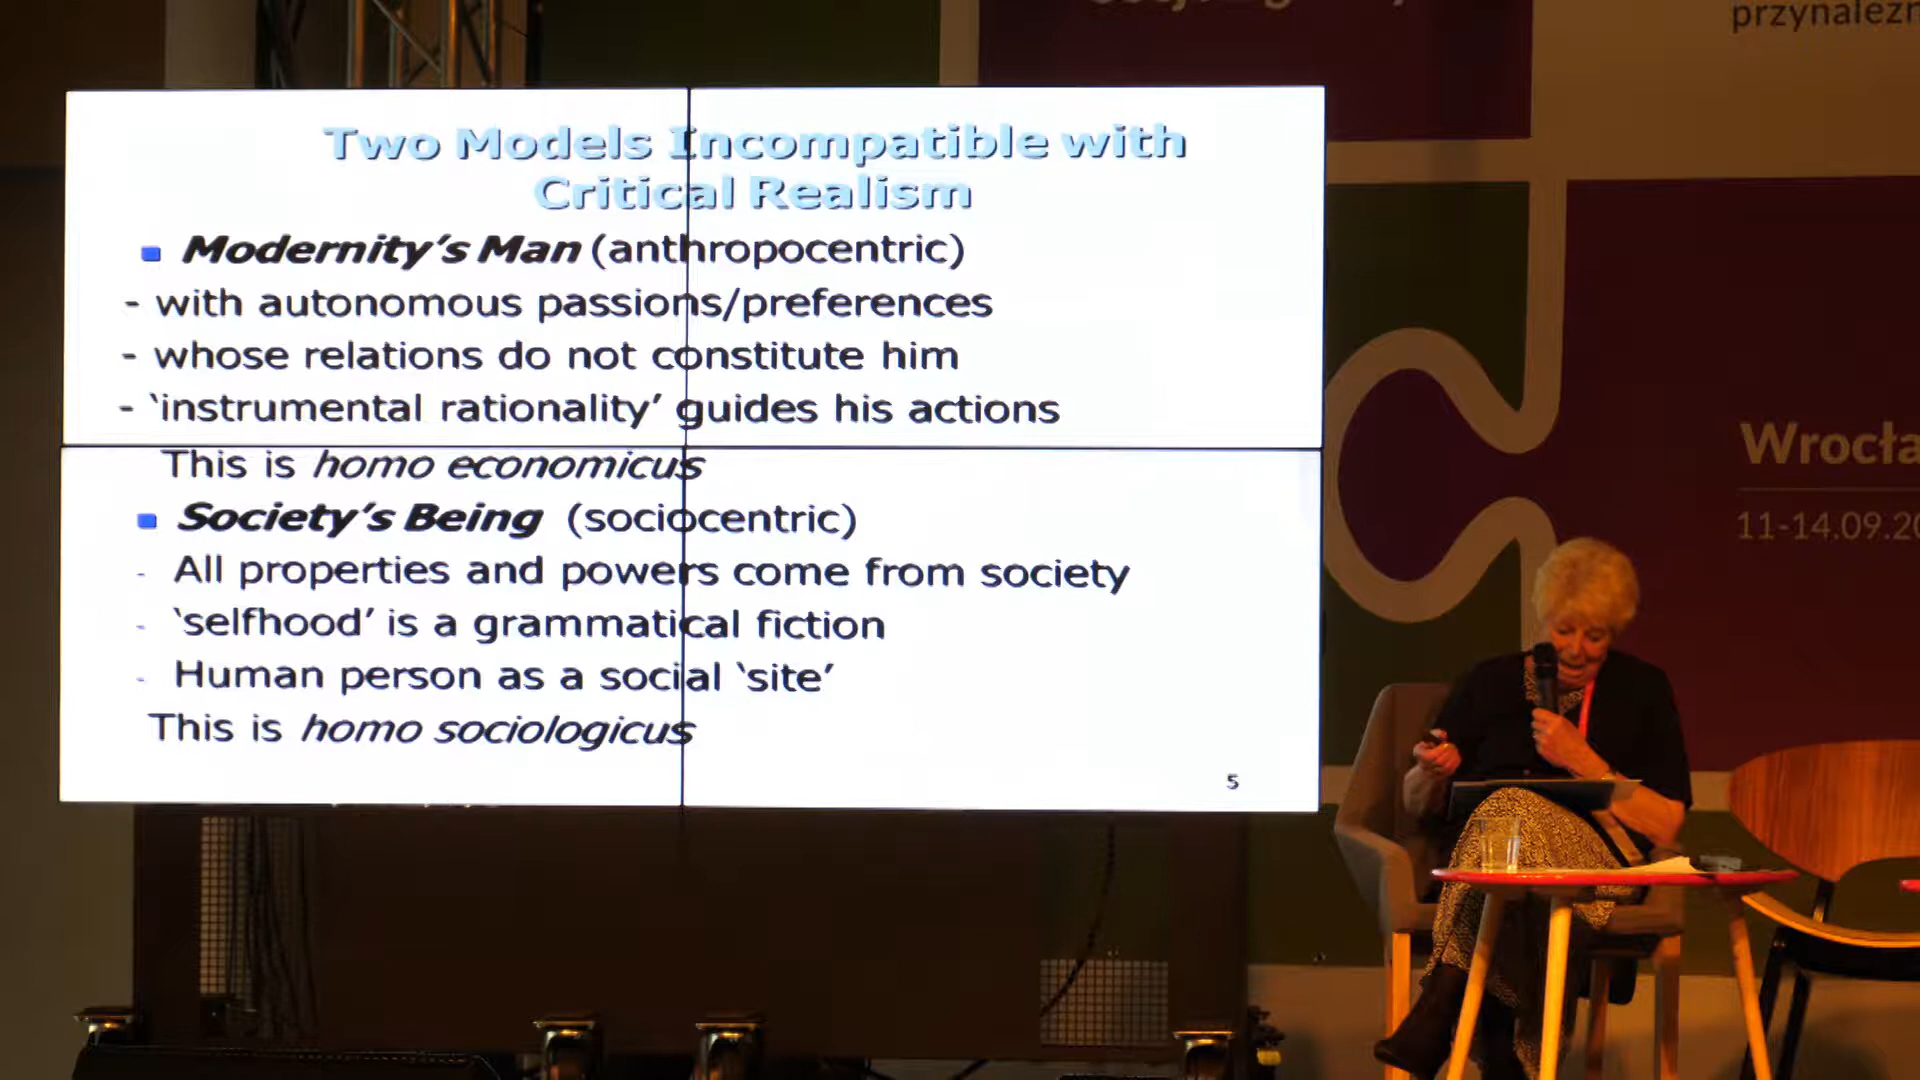 przynależn
Two Models Incompatible with
Critical Realism
Modernity's Man (anthropocentric)
- with autonomous passions/preferences
- whose relations do not constitute him
- 'instrumental rationality' guides his actions
This is homo economicus
Society's Being (sociocentric)
- All properties and powers come from society
- 'selfhood' is a grammatical fiction
- Human person as a social 'site'
This is homo sociologicus
5
Wrocła
11-14.09.20